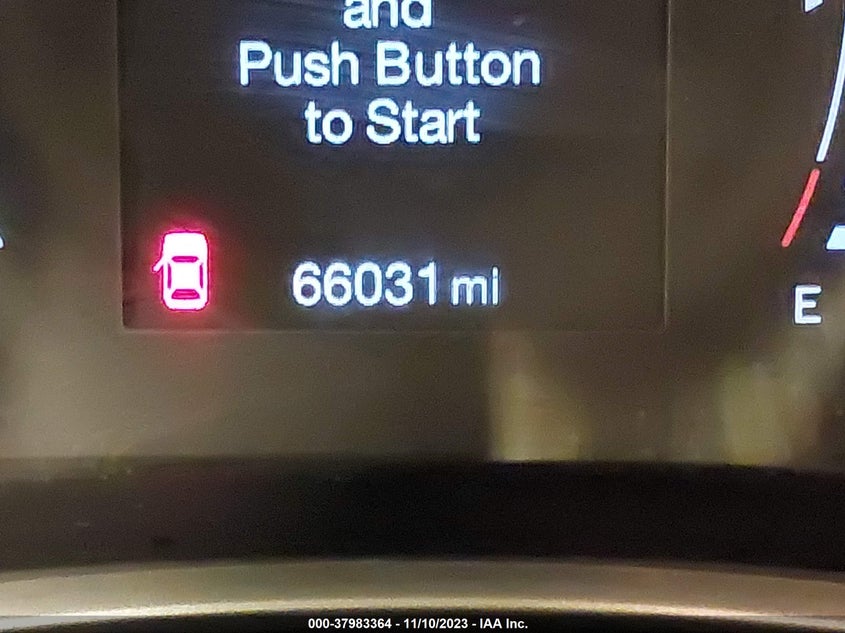 and
Push Button
to Start
66031 mi
E
000-37983364 - 11/10/2023 - IAA Inc.